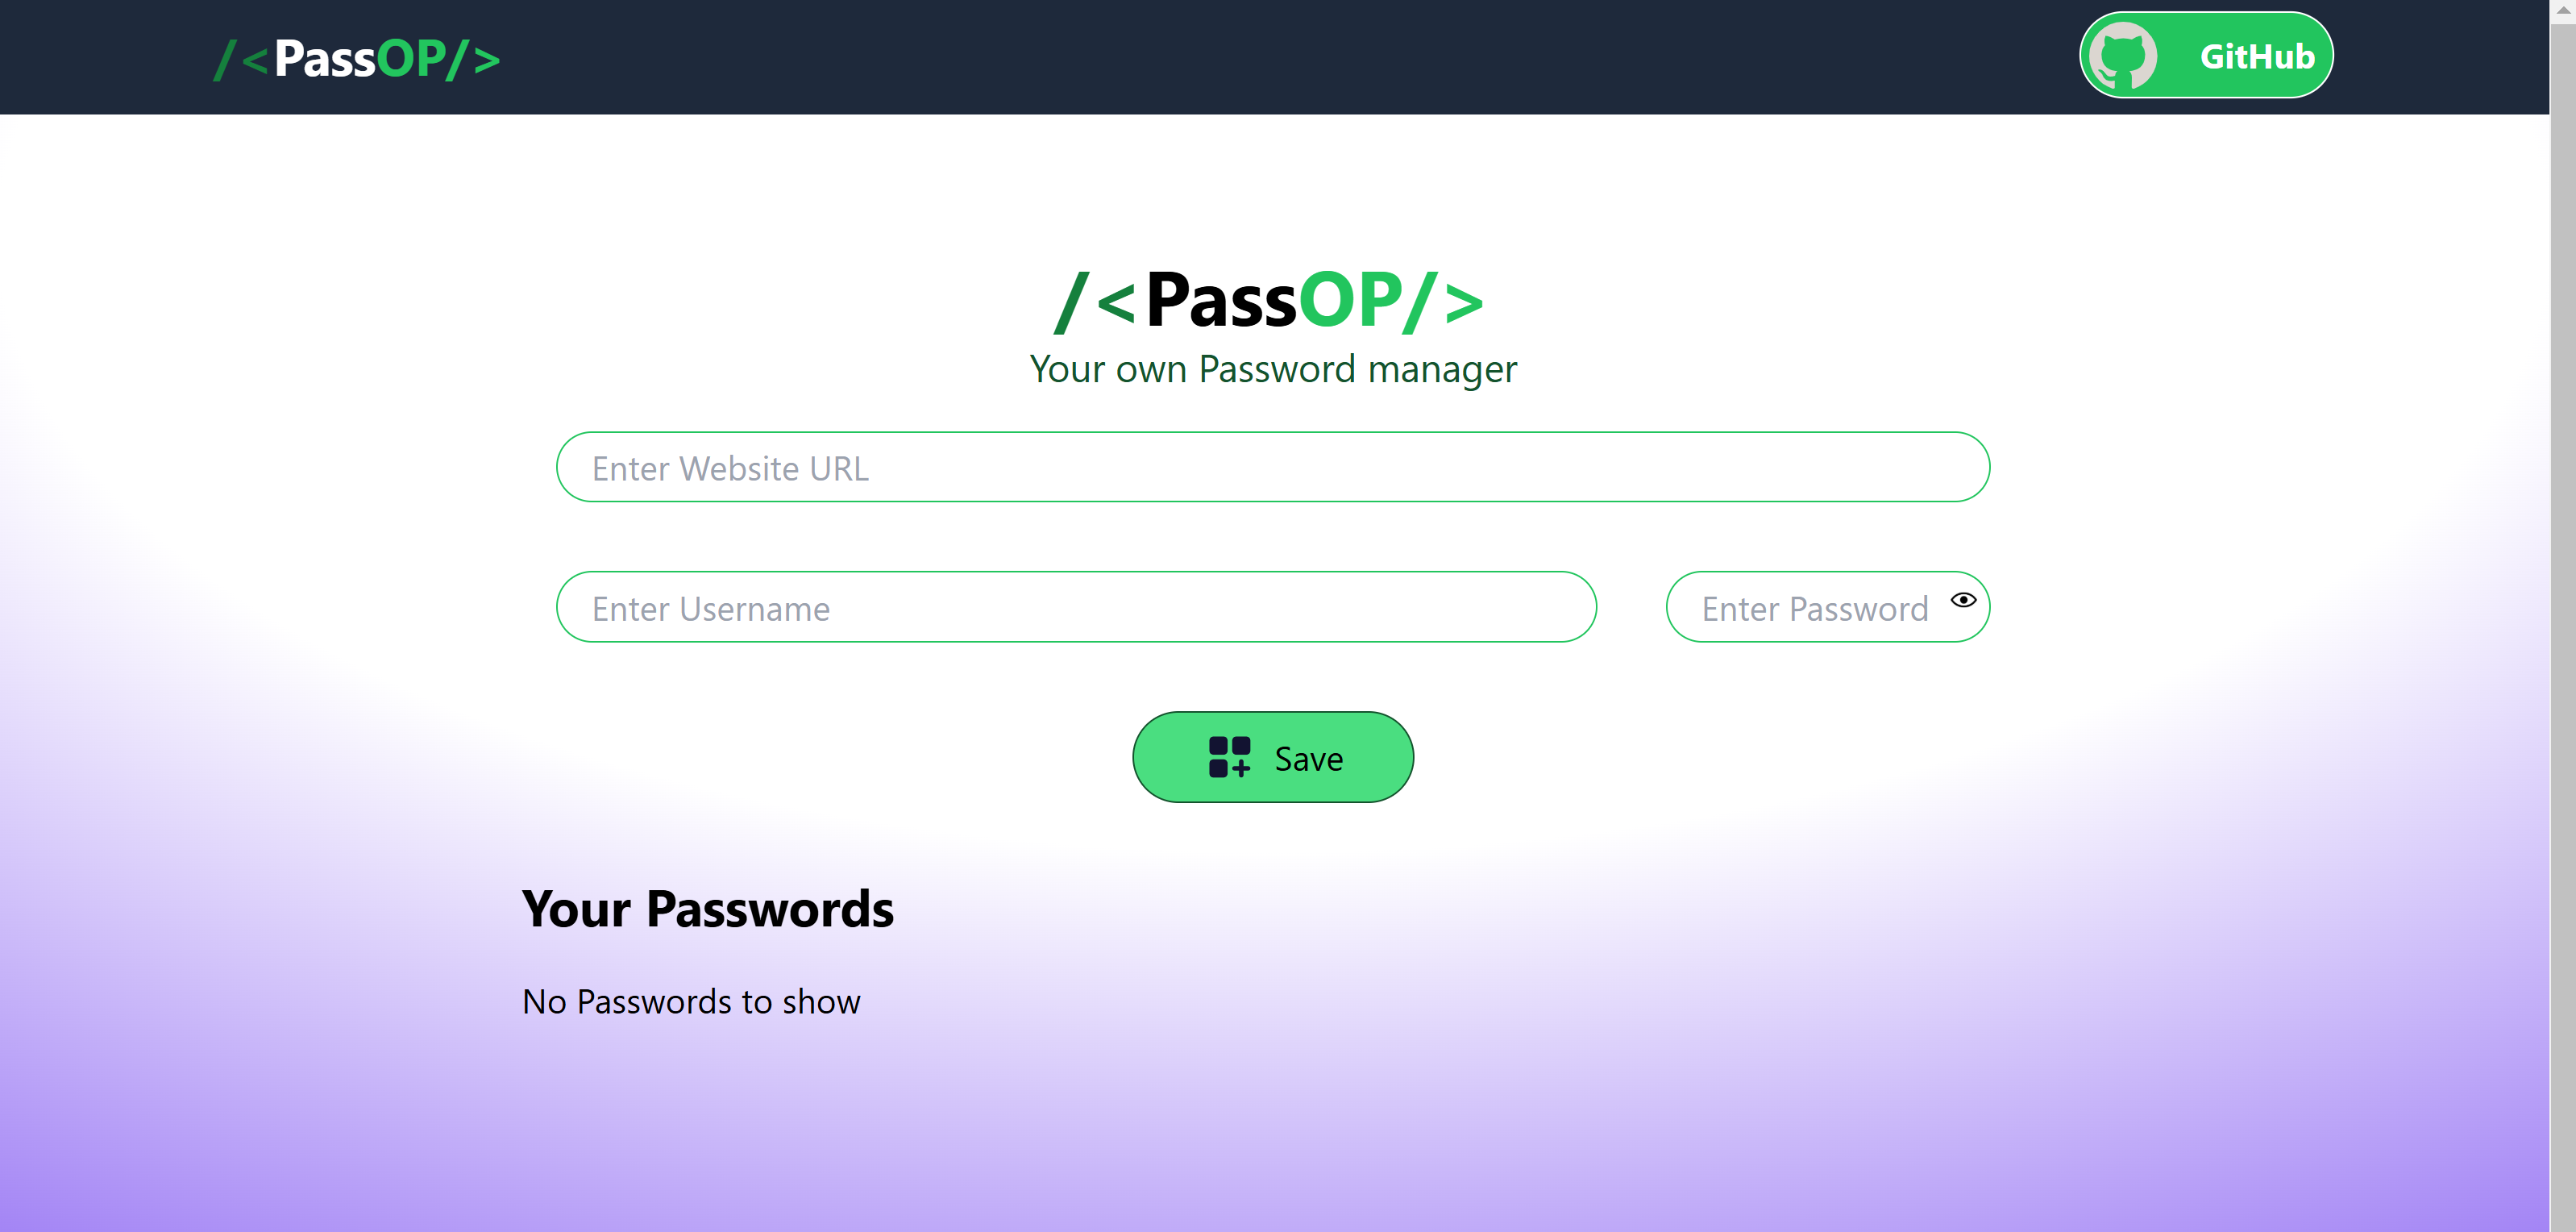 /<PassOP/>
GitHub
/<PassOP/>
Your own Password manager
Enter Website URL
Enter Username
Enter Password
Save
Your Passwords
No Passwords to show